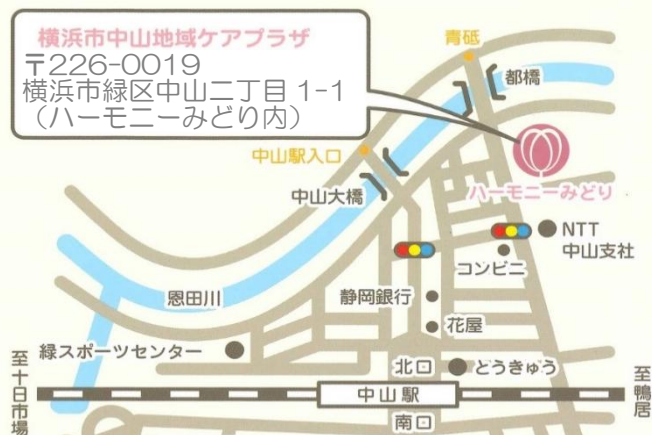 横浜市中山地域ケアプラザ
〒226-0019
横浜市緑区中山二丁目 1-1
（ハーモニーみどり内）
青砥
都橋
中山駅入口
中山大橋
ハーモニーみどり
NTT
中山支社
コンビニ
恩田川
静岡銀行
花屋
緑スポーツセンター
北口
とうきゅう
至十日市場
中山駅
至鴨居
南口